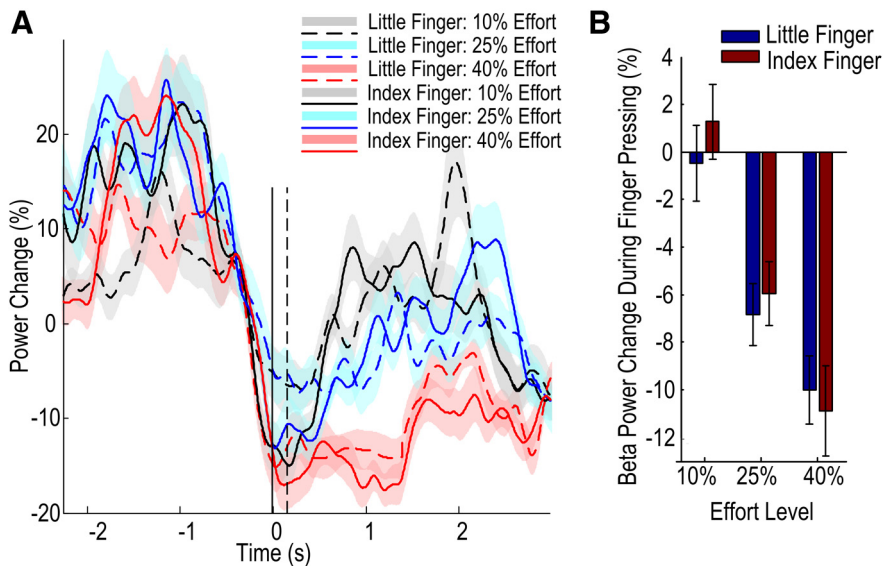 A
Little Finger: 10% Effort
Little Finger: 25% Effort
Little Finger: 40% Effort
Index Finger: 10% Effort
Index Finger: 25% Effort
Index Finger: 40% Effort
Power Change (%)
20
10
0
-10
-20
-2
-1
0
1
2
Time (s)
B
Little Finger
Index Finger
Beta Power Change During Finger Pressing (%)
4
2
0
-2
-4
-6
-8
-10
-12
10%
25%
40%
Effort Level